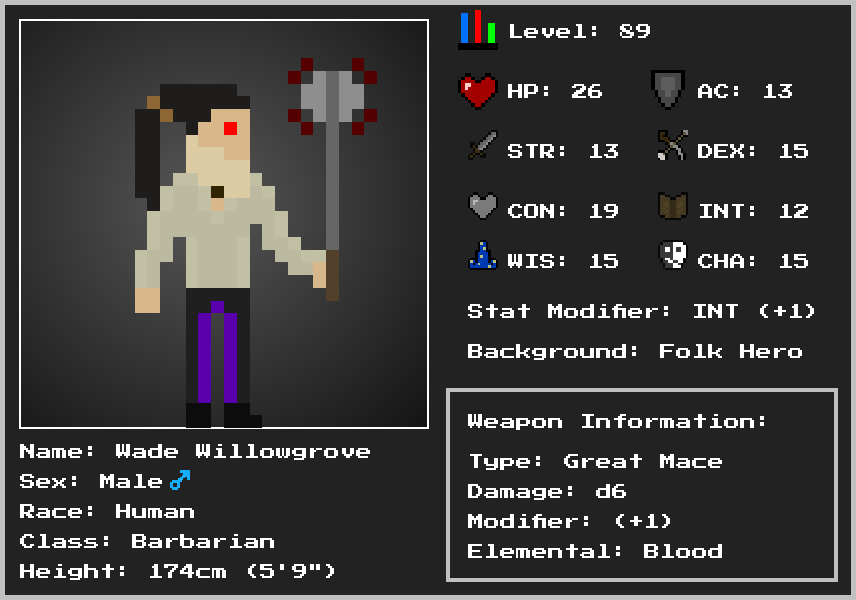 Level: 89
HP: 26 AC: 13
STR: 13 DEX: 15
CON: 19 INT: 12
WIS: 15 CHA: 15
Stat Modifier: INT (+1)
Background: Folk Hero
Name: Wade Willowgrove
Sex: Male ♂
Race: Human
Class: Barbarian
Height: 174cm (5'9")
Weapon Information:
Type: Great Mace
Damage: d6
Modifier: (+1)
Elemental: Blood